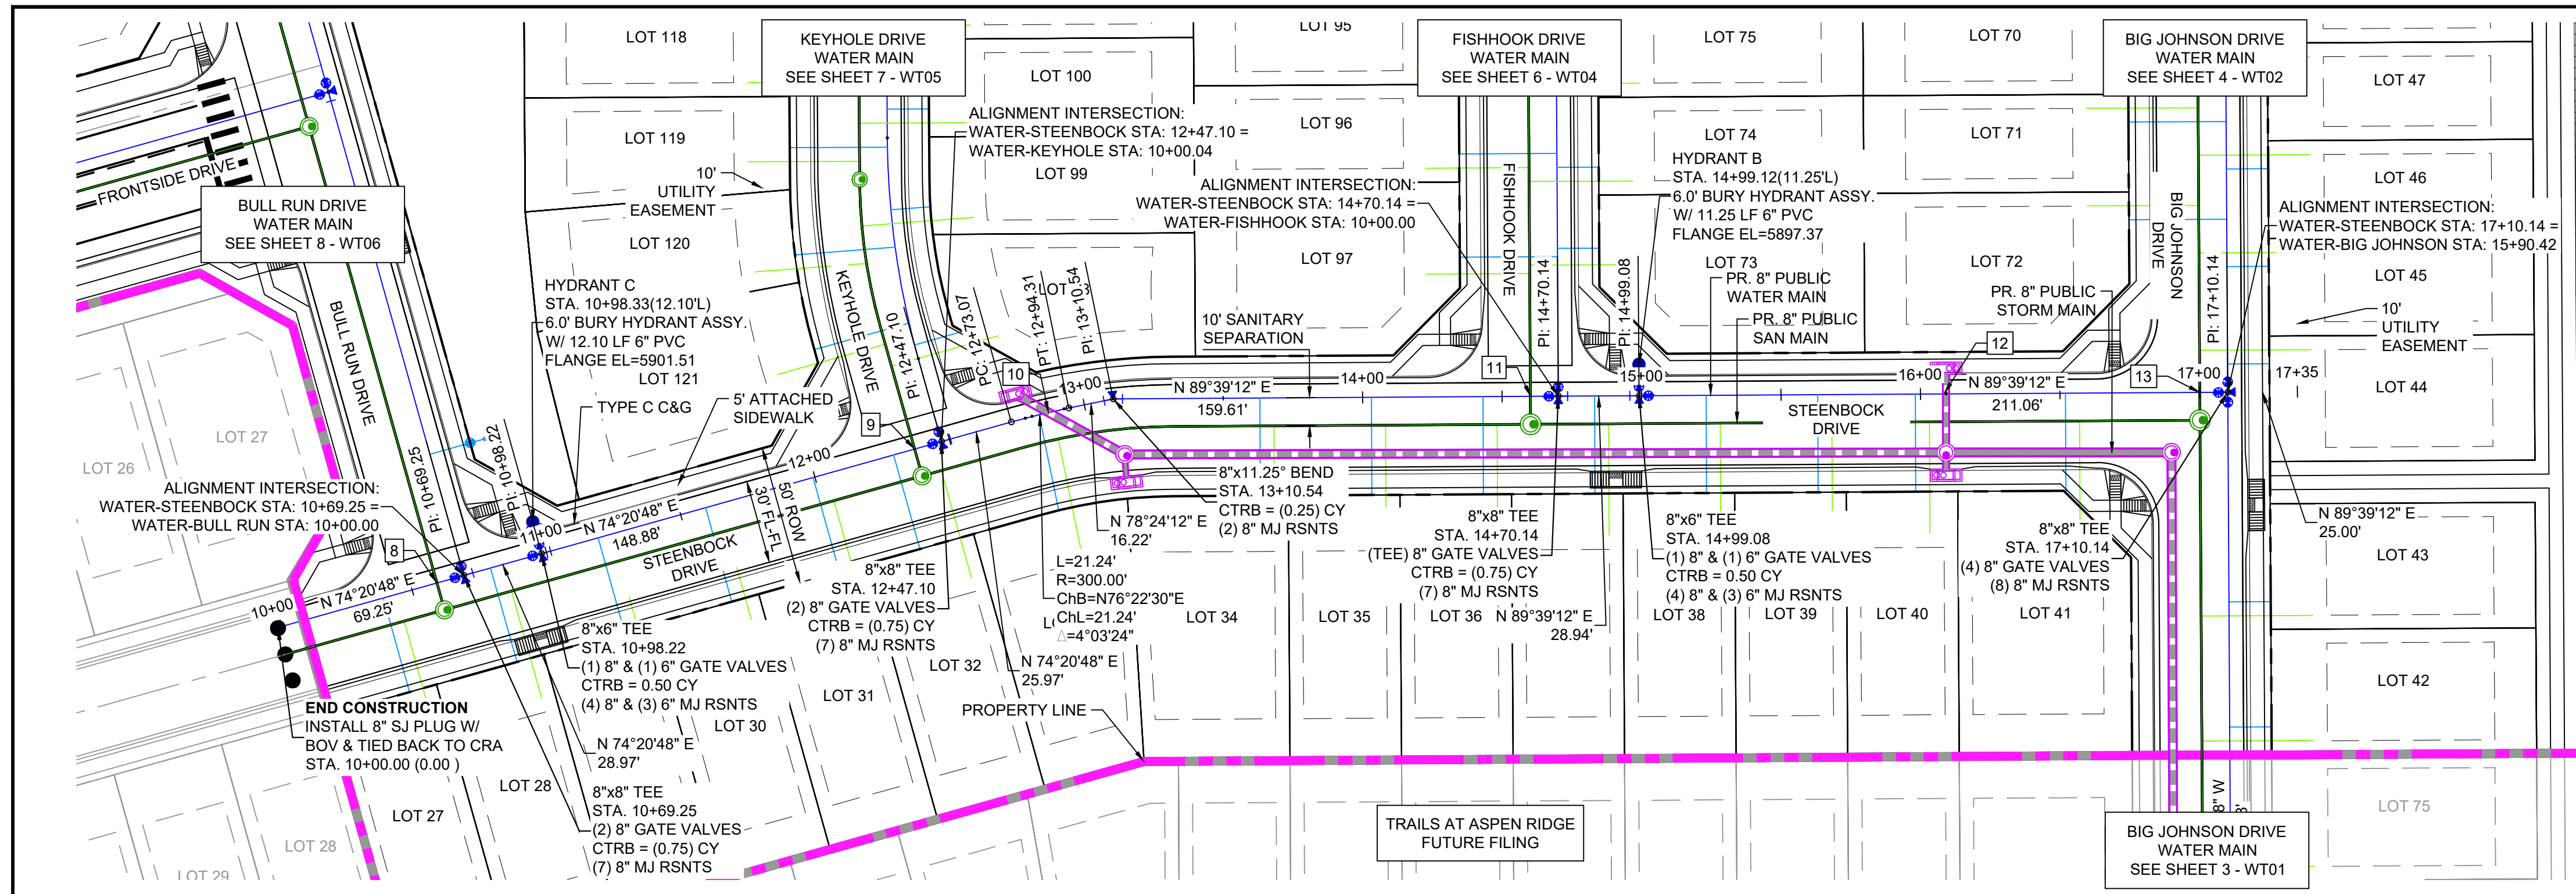 LOT 118
KEYHOLE DRIVE
WATER MAIN
SEE SHEET 7 - WT05
LOT 100
LOT 95
FISHHOOK DRIVE
WATER MAIN
SEE SHEET 6 - WT04
LOT 75
LOT 70
BIG JOHNSON DRIVE
WATER MAIN
SEE SHEET 4 - WT02
LOT 47
LOT 119
ALIGNMENT INTERSECTION:
WATER-STEENBOCK STA: 12+47.10 =
WATER-KEYHOLE STA: 10+00.04
LOT 96
LOT 74
LOT 71
LOT 46
FRONTSIDE DRIVE
10'
UTILITY
EASEMENT
LOT 99
ALIGNMENT INTERSECTION:
WATER-STEENBOCK STA: 14+70.14 =
WATER-FISHHOOK STA: 10+00.00
FISHHOOK DRIVE
HYDRANT B
STA. 14+99.12(11.25'L)
6.0' BURY HYDRANT ASSY.
W/ 11.25 LF 6" PVC
FLANGE EL=5897.37
BIG JOHNSON
DRIVE
ALIGNMENT INTERSECTION:
WATER-STEENBOCK STA: 17+10.14 =
WATER-BIG JOHNSON STA: 15+90.42
BULL RUN DRIVE
WATER MAIN
SEE SHEET 8 - WT06
LOT 120
LOT 97
LOT 73
LOT 72
LOT 45
HYDRANT C
STA. 10+98.33(12.10'L)
6.0' BURY HYDRANT ASSY.
W/ 12.10 LF 6" PVC
FLANGE EL=5901.51
LOT 121
KEYHOLE DRIVE
PI: 12+47.10
PCC: 12+73.07
PT: 12+94.31
PI: 13+10.54
PI: 14+70.14
PI: 14+99.08
PR. 8" PUBLIC
WATER MAIN
PR. 8" PUBLIC
SAN MAIN
PR. 8" PUBLIC
STORM MAIN
PI: 17+10.14
10'
UTILITY
EASEMENT
10' SANITARY
SEPARATION
BULL RUN DRIVE
TYPE C C&G
5' ATTACHED
SIDEWALK
9
10
11
12
13
13+00
N 89°39'12" E
159.61'
14+00
15+00
16+00
N 89°39'12" E
211.06'
17+00
17+35
LOT 44
STEENBOCK
DRIVE
LOT 27
LOT 26
PI: 10+69.25
PI: 10+98.22
ALIGNMENT INTERSECTION:
WATER-STEENBOCK STA: 10+69.25 =
WATER-BULL RUN STA: 10+00.00
8
10+00
N 74°20'48" E
69.25'
11+00
N 74°20'48" E
148.88'
12+00
30' FL-FL
50' ROW
STEENBOCK
DRIVE
8"x11.25° BEND
STA. 13+10.54
CTRB = (0.25) CY
(2) 8" MJ RSNTS
N 78°24'12" E
16.22'
8"x8" TEE
STA. 14+70.14
(TEE) 8" GATE VALVES
CTRB = (0.75) CY
(7) 8" MJ RSNTS
8"x6" TEE
STA. 14+99.08
(1) 8" & (1) 6" GATE VALVES
CTRB = 0.50 CY
(4) 8" & (3) 6" MJ RSNTS
8"x8" TEE
STA. 17+10.14
(4) 8" GATE VALVES
(8) 8" MJ RSNTS
N 89°39'12" E
25.00'
LOT 43
8"x8" TEE
STA. 12+47.10
(2) 8" GATE VALVES
CTRB = (0.75) CY
(7) 8" MJ RSNTS
L=21.24'
R=300.00'
ChB=N76°22'30"E
ChL=21.24'
△=4°03'24"
LOT 34
LOT 35
LOT 36
N 89°39'12" E
28.94'
LOT 38
LOT 39
LOT 40
LOT 41
8"x6" TEE
STA. 10+98.22
(1) 8" & (1) 6" GATE VALVES
CTRB = 0.50 CY
(4) 8" & (3) 6" MJ RSNTS
LOT 32
N 74°20'48" E
25.97'
LOT 31
LOT 30
LOT 42
END CONSTRUCTION
INSTALL 8" SJ PLUG W/
BOV & TIED BACK TO CRA
STA. 10+00.00 (0.00 )
PROPERTY LINE
N 74°20'48" E
28.97'
LOT 28
8"x8" TEE
STA. 10+69.25
(2) 8" GATE VALVES
CTRB = (0.75) CY
(7) 8" MJ RSNTS
LOT 27
LOT 28
LOT 29
TRAILS AT ASPEN RIDGE
FUTURE FILING
8" W
BIG JOHNSON DRIVE
WATER MAIN
SEE SHEET 3 - WT01
LOT 75